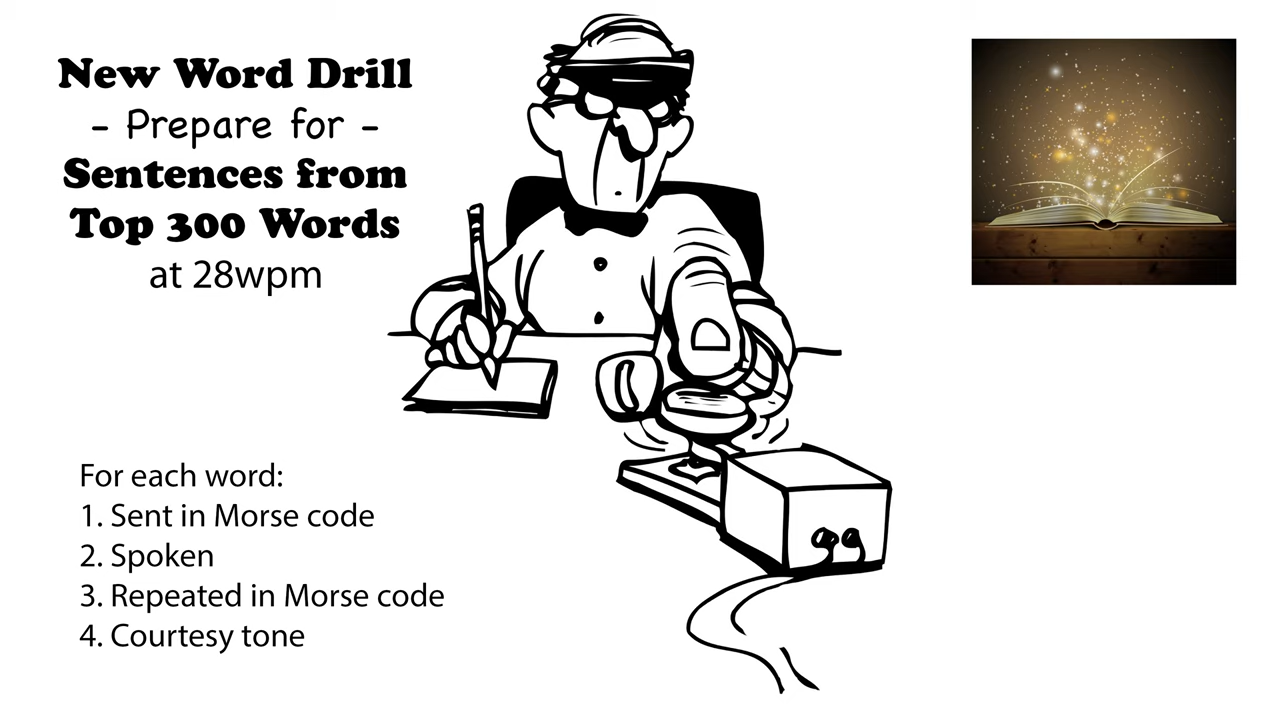 New Word Drill
- Prepare for -
Sentences from
Top 300 Words
at 28wpm
For each word:
1. Sent in Morse code
2. Spoken
3. Repeated in Morse code
4. Courtesy tone